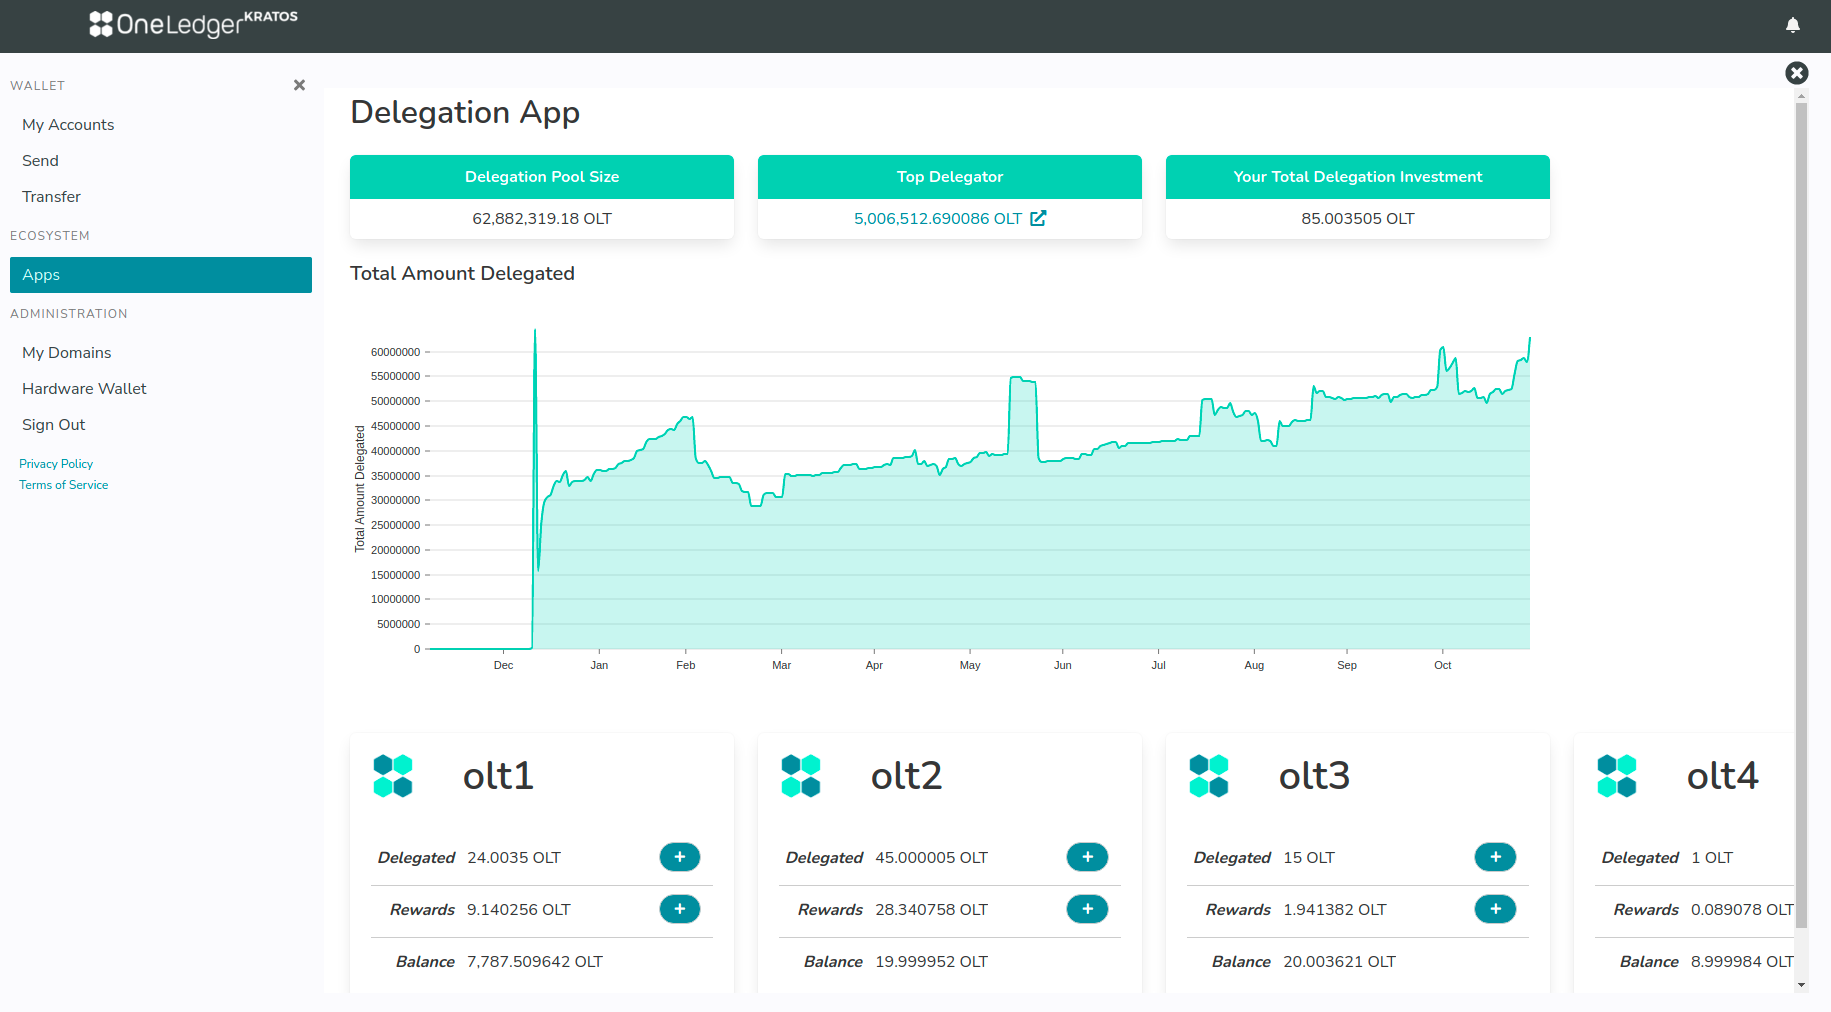 OneLedger KRATOS
WALLET
My Accounts
Send
Transfer
ECOSYSTEM
Apps
ADMINISTRATION
My Domains
Hardware Wallet
Sign Out
Privacy Policy
Terms of Service
Delegation App
Delegation Pool Size
62,882,319.18 OLT
Top Delegator
5,006,512.690086 OLT
Your Total Delegation Investment
85.003505 OLT
Total Amount Delegated
Total Amount Delegated
60000000
55000000
50000000
45000000
40000000
35000000
30000000
25000000
20000000
15000000
10000000
5000000
0
Dec Jan Feb Mar Apr May Jun Jul Aug Sep Oct
olt1
Delegated 24.0035 OLT +
Rewards 9.140256 OLT +
Balance 7,787.509642 OLT
olt2
Delegated 45.000005 OLT +
Rewards 28.340758 OLT +
Balance 19.999952 OLT
olt3
Delegated 15 OLT +
Rewards 1.941382 OLT +
Balance 20.003621 OLT
olt4
Delegated 1 OLT
Rewards 0.089078 OLT
Balance 8.999984 OLT